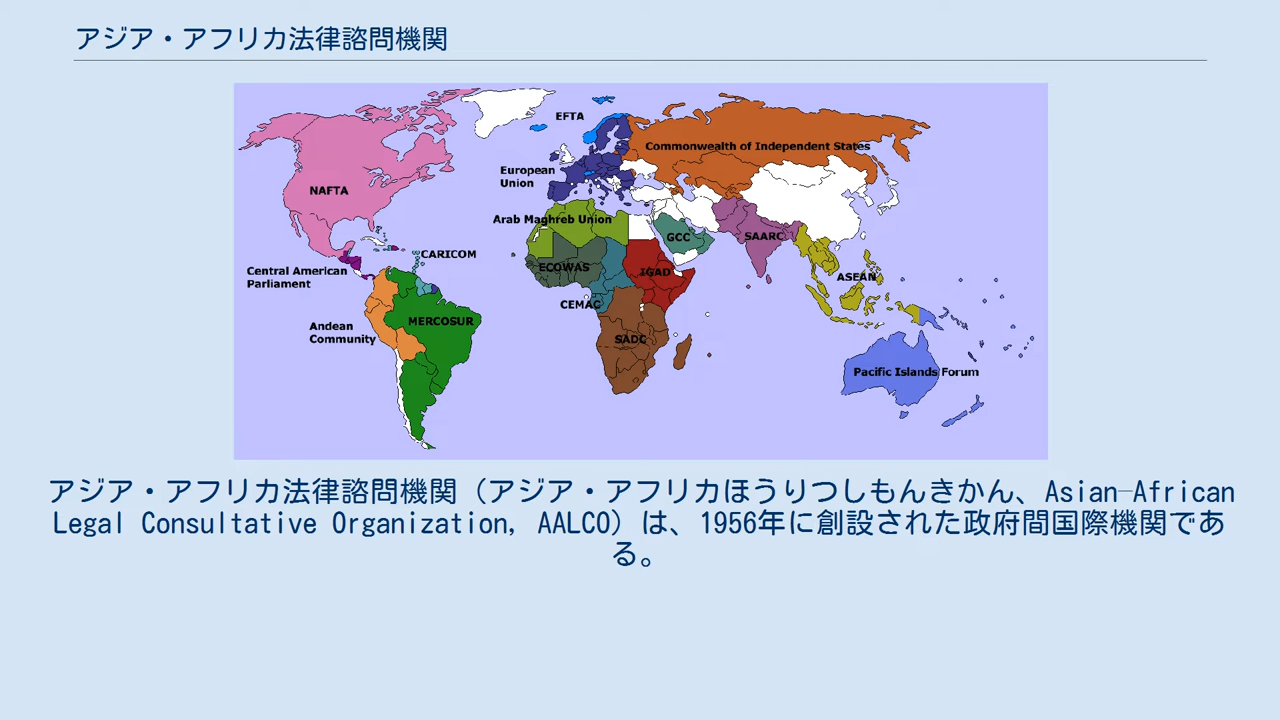 アジア・アフリカ法律諮問機関
EFTA
Commonwealth of Independent States
European
Union
NAFTA
Arab Maghreb Union
GCC
SAARC
CARICOM
ECOWAS
IGAD
Central American
Parliament
ASEAN
CEMAC
MERCOSUR
Andean
Community
SADC
Pacific Islands Forum
アジア・アフリカ法律諮問機関（アジア・アフリカほうりつしもんきかん、Asian–African
Legal Consultative Organization, AALCO）は、1956年に創設された政府間国際機関であ
る。